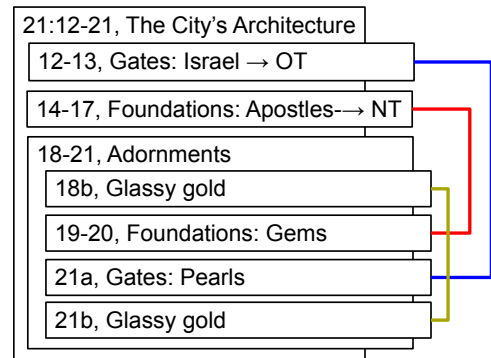 21:12-21, The City’s Architecture
12-13, Gates: Israel → OT
14-17, Foundations: Apostles-→ NT
18-21, Adornments
18b, Glassy gold
19-20, Foundations: Gems
21a, Gates: Pearls
21b, Glassy gold